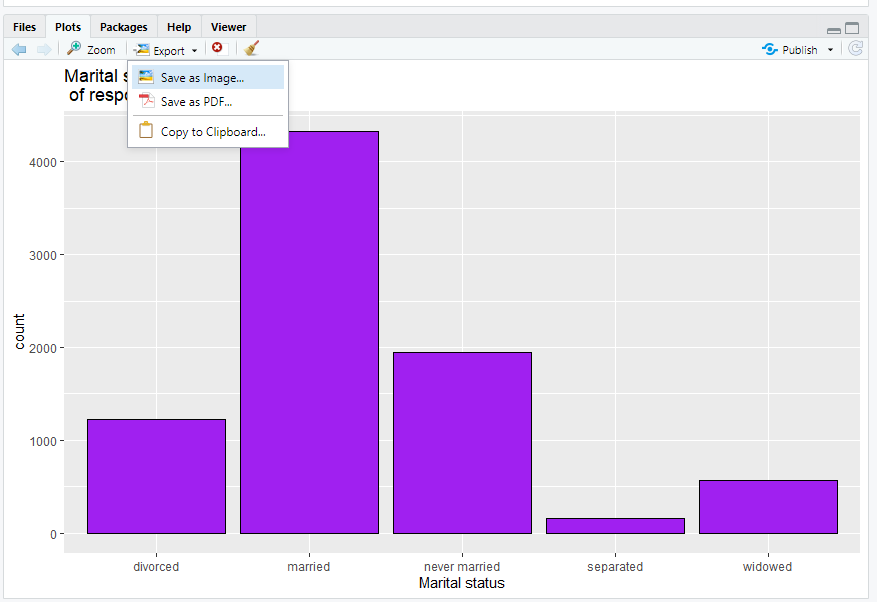 Files Plots Packages Help Viewer
Zoom Export Publish
Marital
of
Save as Image...
Save as PDF...
Copy to Clipboard...
4000
3000
2000
1000
0
count
divorced married never married separated widowed
Marital status